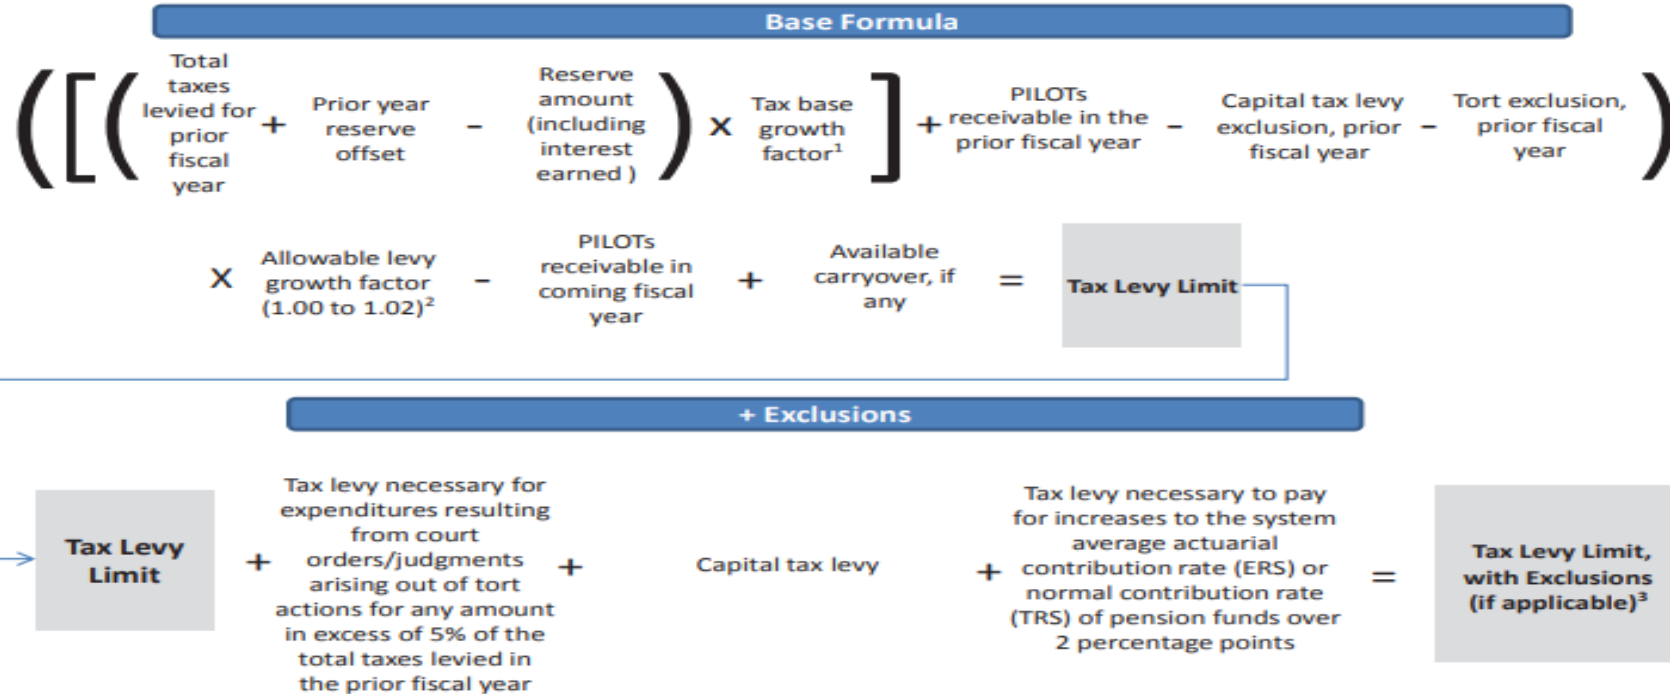 Base Formula
( [ ( Total taxes levied for prior fiscal year + Prior year reserve offset - Reserve amount (including interest earned ) ) X Tax base growth factor¹ ] + PILOTs receivable in the prior fiscal year - Capital tax levy exclusion, prior fiscal year - Tort exclusion, prior fiscal year )
X Allowable levy growth factor (1.00 to 1.02)² - PILOTs receivable in coming fiscal year + Available carryover, if any = Tax Levy Limit
+ Exclusions
Tax Levy Limit + Tax levy necessary for expenditures resulting from court orders/judgments arising out of tort actions for any amount in excess of 5% of the total taxes levied in the prior fiscal year + Capital tax levy + Tax levy necessary to pay for increases to the system average actuarial contribution rate (ERS) or normal contribution rate (TRS) of pension funds over 2 percentage points = Tax Levy Limit, with Exclusions (if applicable)³